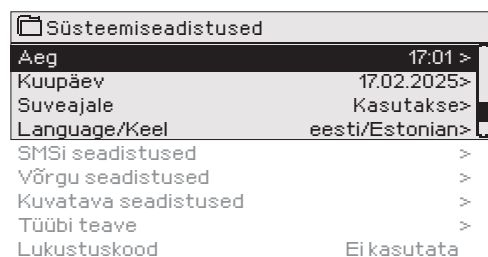 Süsteemiseadistused
Aeg 17:01 >
Kuupäev 17.02.2025>
Suveajale Kasutakse>
Language/Keel eesti/Estonian>
SMSi seadistused >
Võrgu seadistused >
Kuvatava seadistused >
Tüübi teave >
Lukustuskood Ei kasutata